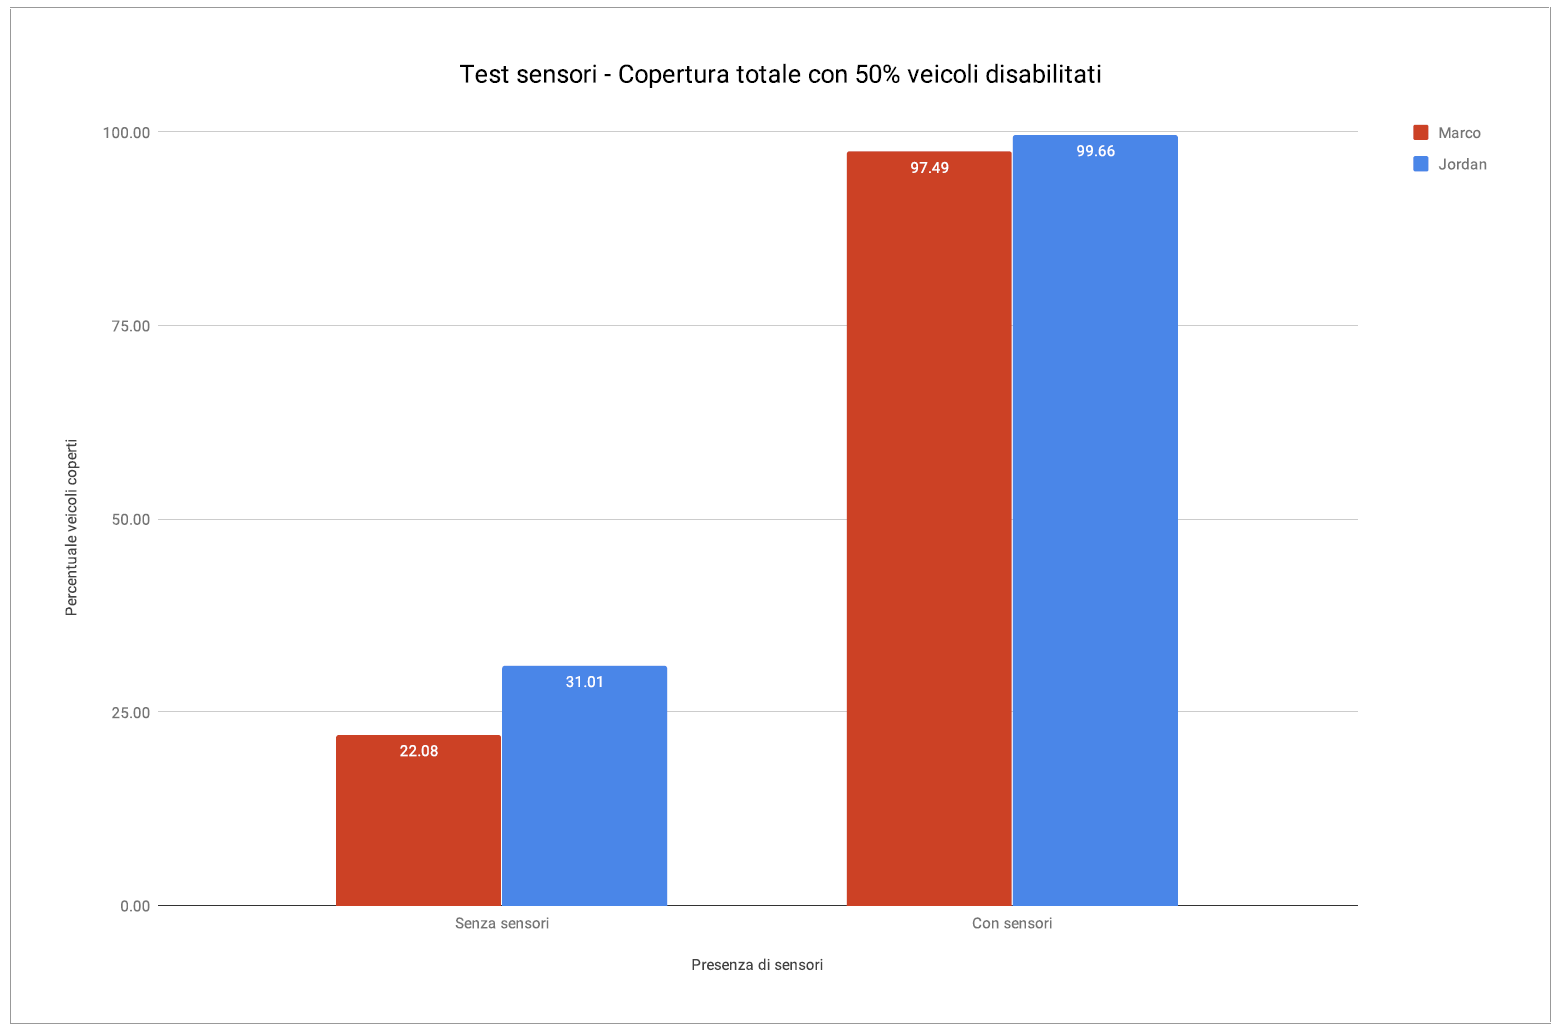 Test sensori - Copertura totale con 50% veicoli disabilitati
Marco
Jordan
Percentuale veicoli coperti
100.00
75.00
50.00
25.00
0.00
22.08
31.01
97.49
99.66
Senza sensori
Con sensori
Presenza di sensori